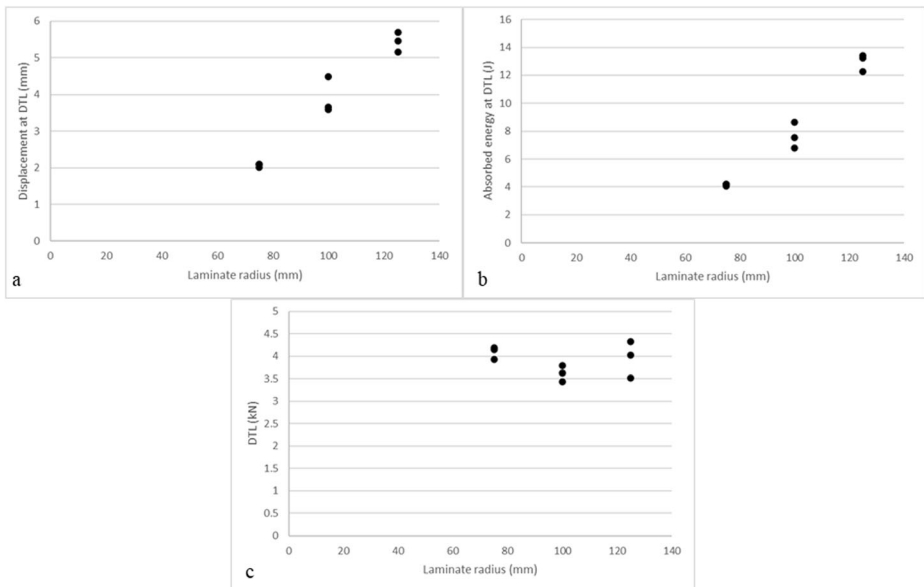 6
5
4
3
2
1
0
Displacement at DTL (mm)
0 20 40 60 80 100 120 140
Laminate radius (mm)
a
16
14
12
10
8
6
4
2
0
Absorbed energy at DTL (J)
0 20 40 60 80 100 120 140
Laminate radius (mm)
b
5
4.5
4
3.5
3
2.5
2
1.5
1
0.5
0
DTL (kN)
0 20 40 60 80 100 120 140
Laminate radius (mm)
c